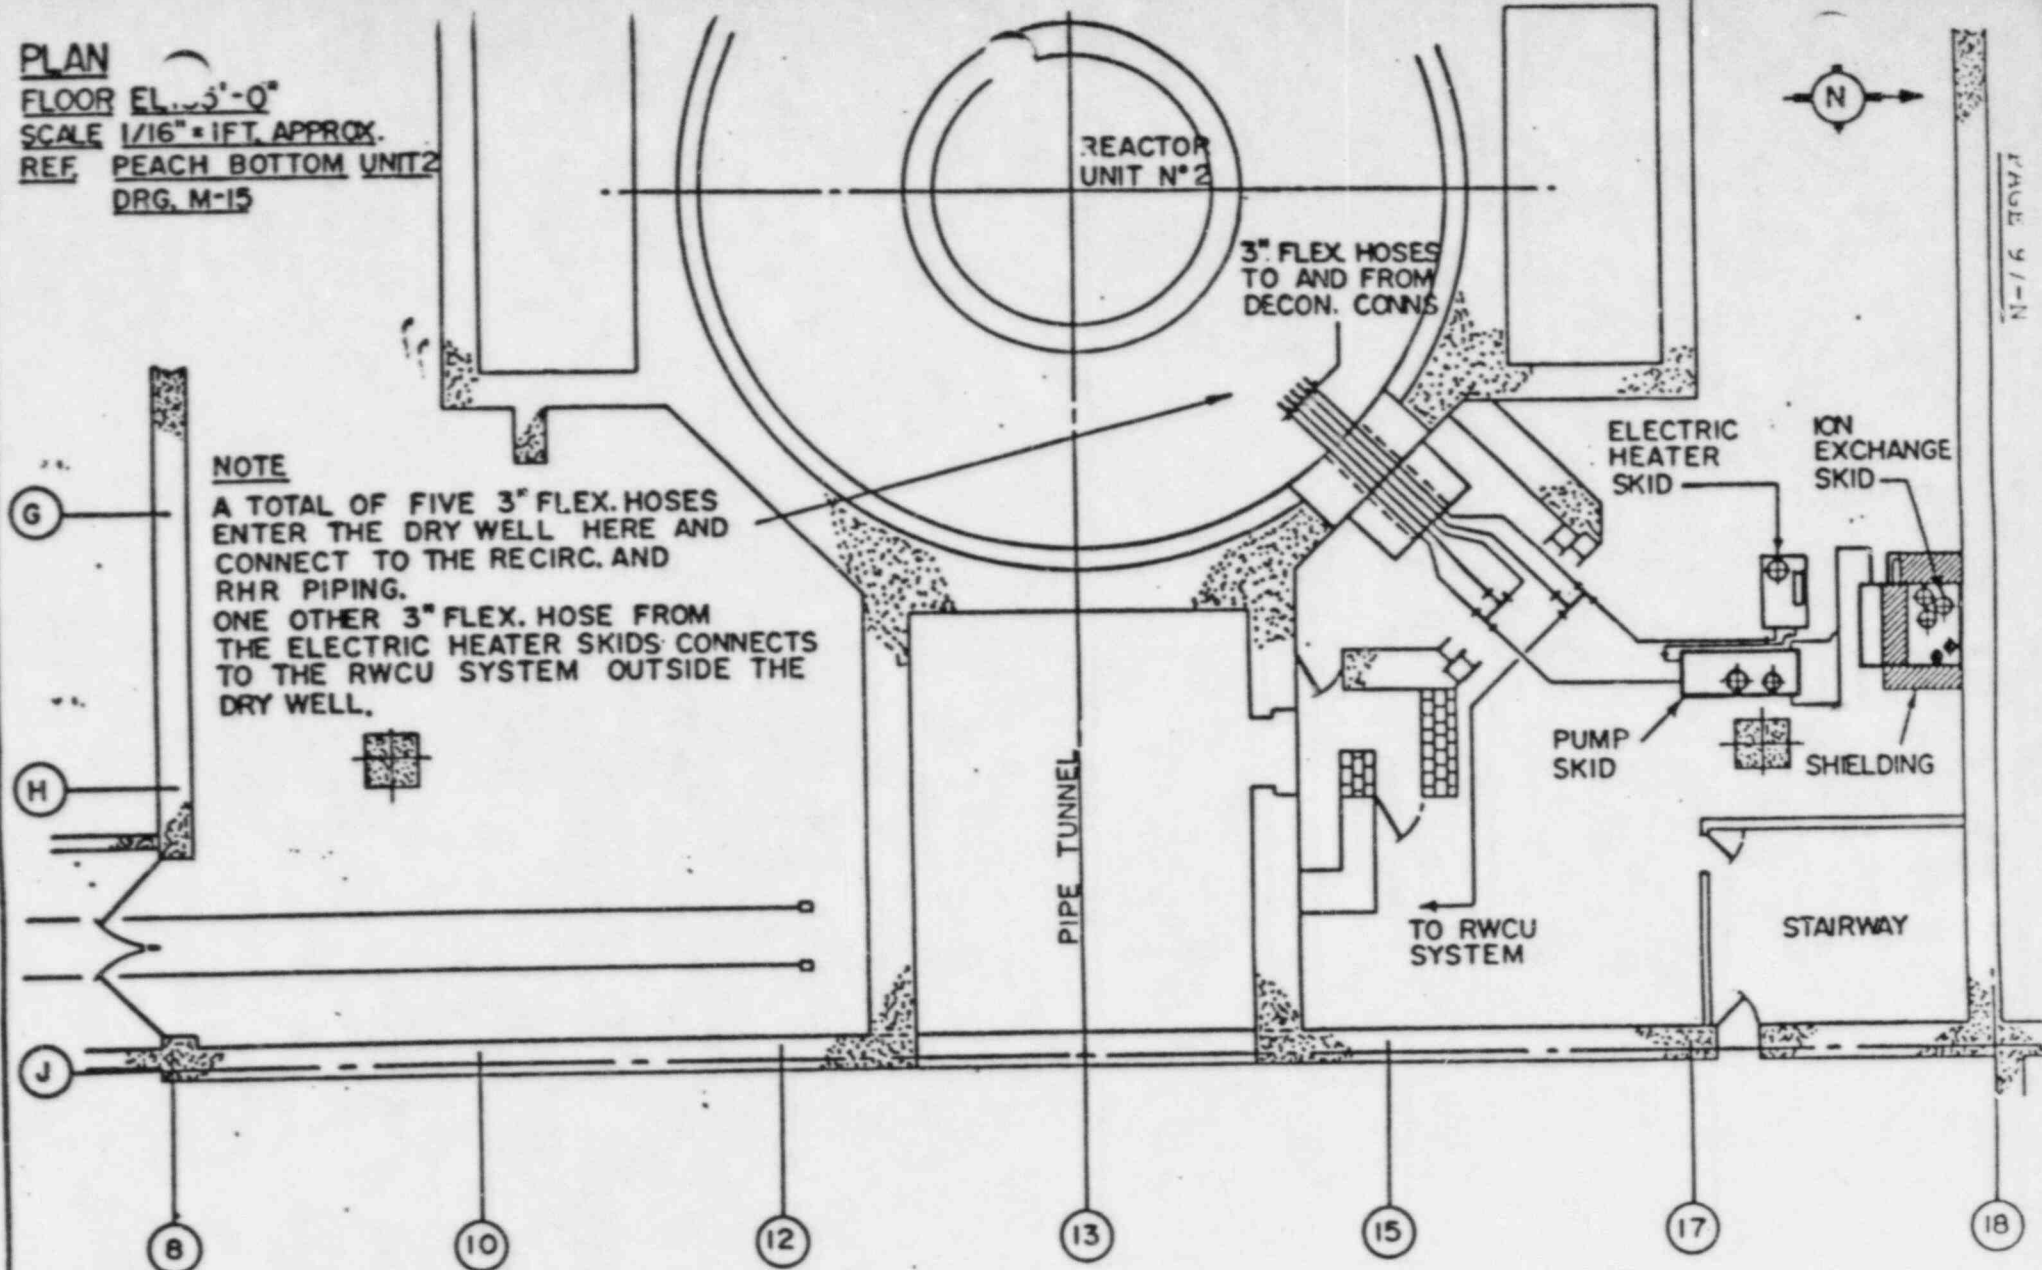 PLAN
FLOOR
SCALE 1/16" = 1FT. APPROX.
REF. PEACH BOTTOM UNIT2
DRG. M-15
N
PAGE 9/-N
REACTOR
UNIT N° 2
3" FLEX. HOSES
TO AND FROM
DECON. CONNS
ELECTRIC
HEATER
SKID
ION
EXCHANGE
SKID
NOTE
A TOTAL OF FIVE 3" FLEX. HOSES
ENTER THE DRY WELL HERE AND
CONNECT TO THE RECIRC. AND
RHR PIPING.
ONE OTHER 3" FLEX. HOSE FROM
THE ELECTRIC HEATER SKIDS CONNECTS
TO THE RWCU SYSTEM OUTSIDE THE
DRY WELL.
G
H
J
PIPE TUNNEL
PUMP
SKID
SHIELDING
TO RWCU
SYSTEM
STAIRWAY
8
10
12
13
15
17
18